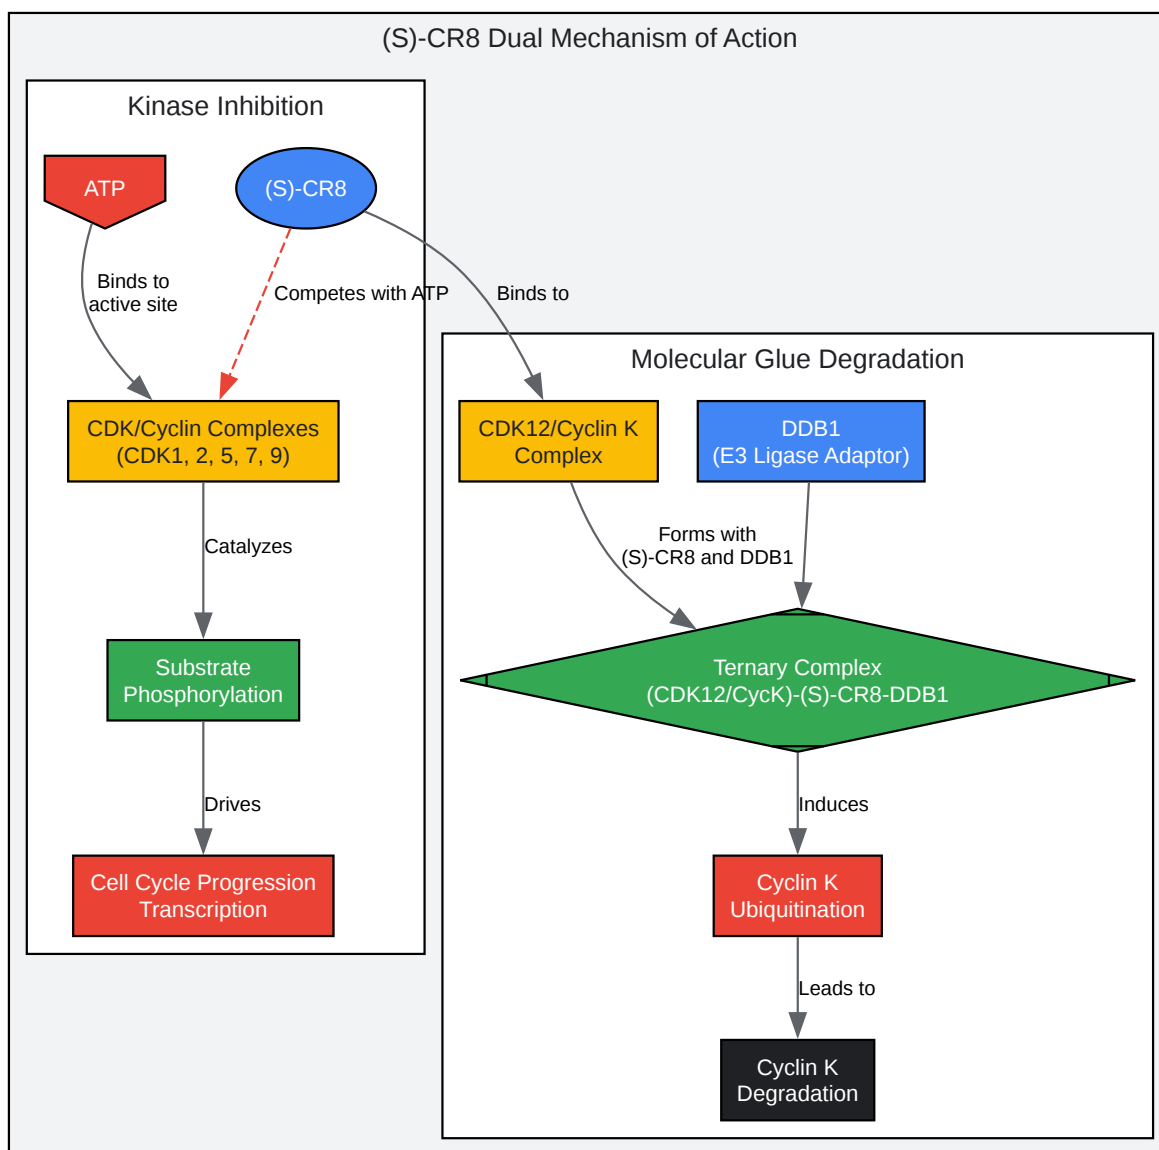 (S)-CR8 Dual Mechanism of Action
Kinase Inhibition
ATP
(S)-CR8
Binds to
active site
Competes with ATP
Binds to
CDK/Cyclin Complexes
(CDK1, 2, 5, 7, 9)
Catalyzes
Substrate
Phosphorylation
Drives
Cell Cycle Progression
Transcription
Molecular Glue Degradation
CDK12/Cyclin K
Complex
DDB1
(E3 Ligase Adaptor)
Forms with
(S)-CR8 and DDB1
Ternary Complex
(CDK12/CycK)-(S)-CR8-DDB1
Induces
Cyclin K
Ubiquitination
Leads to
Cyclin K
Degradation